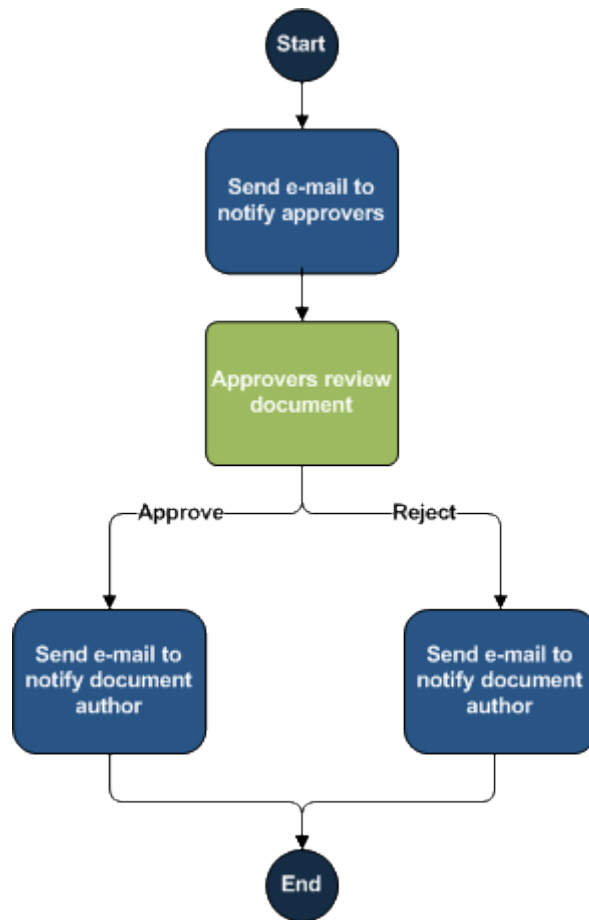 Start
Send e-mail to
notify approvers
Approvers review
document
Approve
Reject
Send e-mail to
notify document
author
Send e-mail to
notify document
author
End